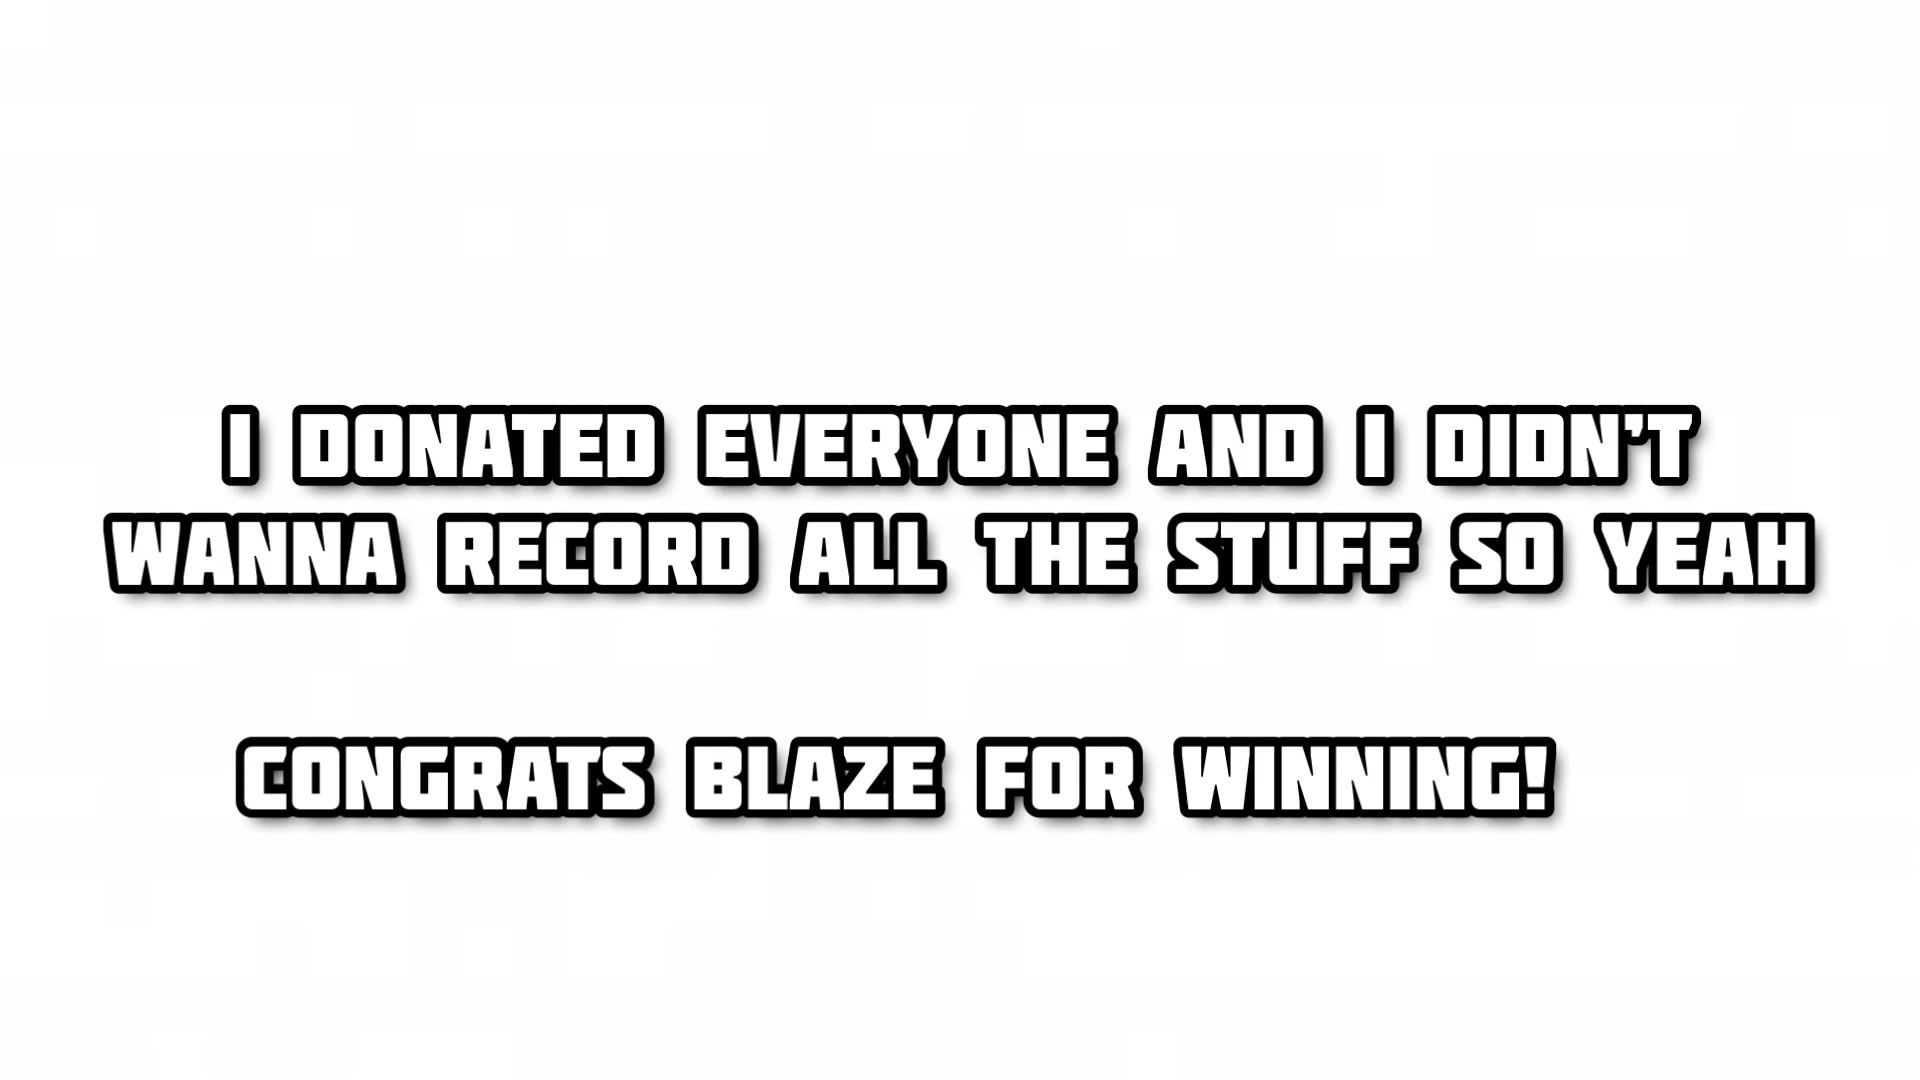 I DONATED EVERYONE AND I DIDN'T
WANNA RECORD ALL THE STUFF SO YEAH
CONGRATS BLAZE FOR WINNING!